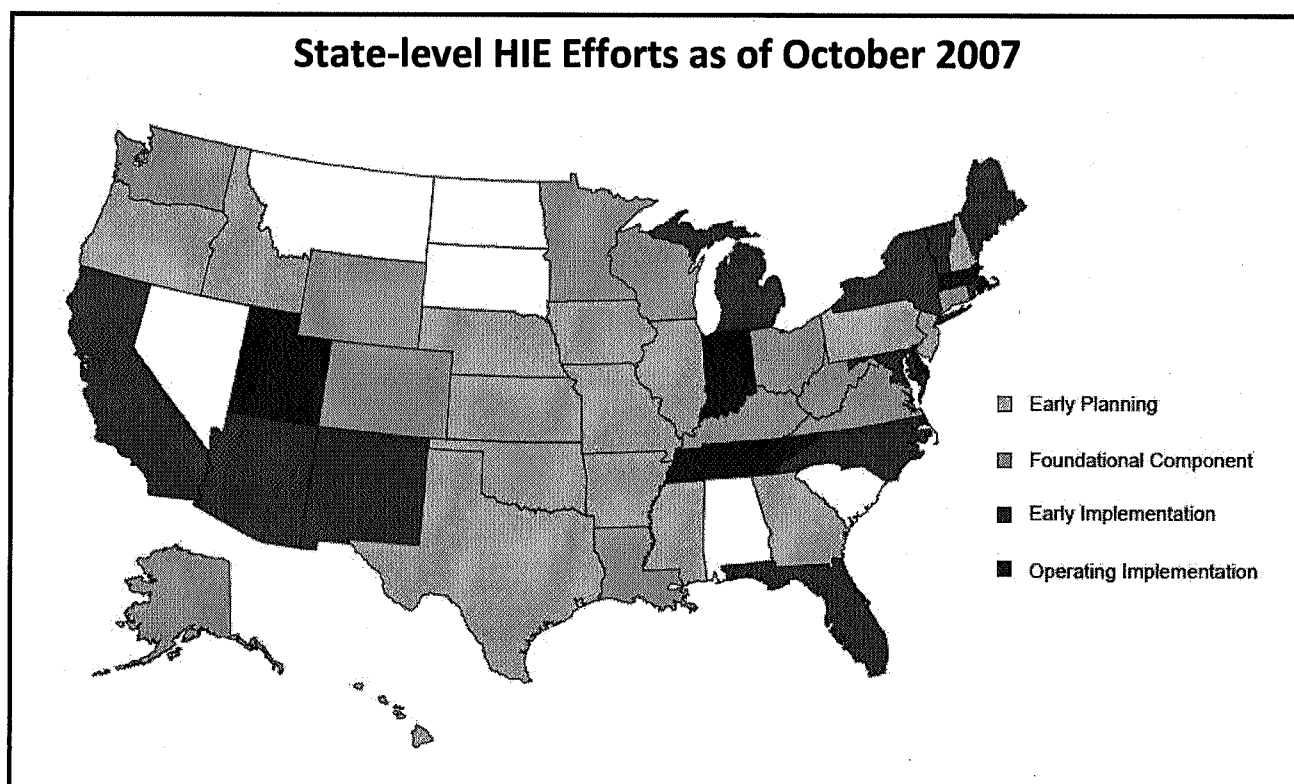 State-level HIE Efforts as of October 2007
Early Planning
Foundational Component
Early Implementation
Operating Implementation